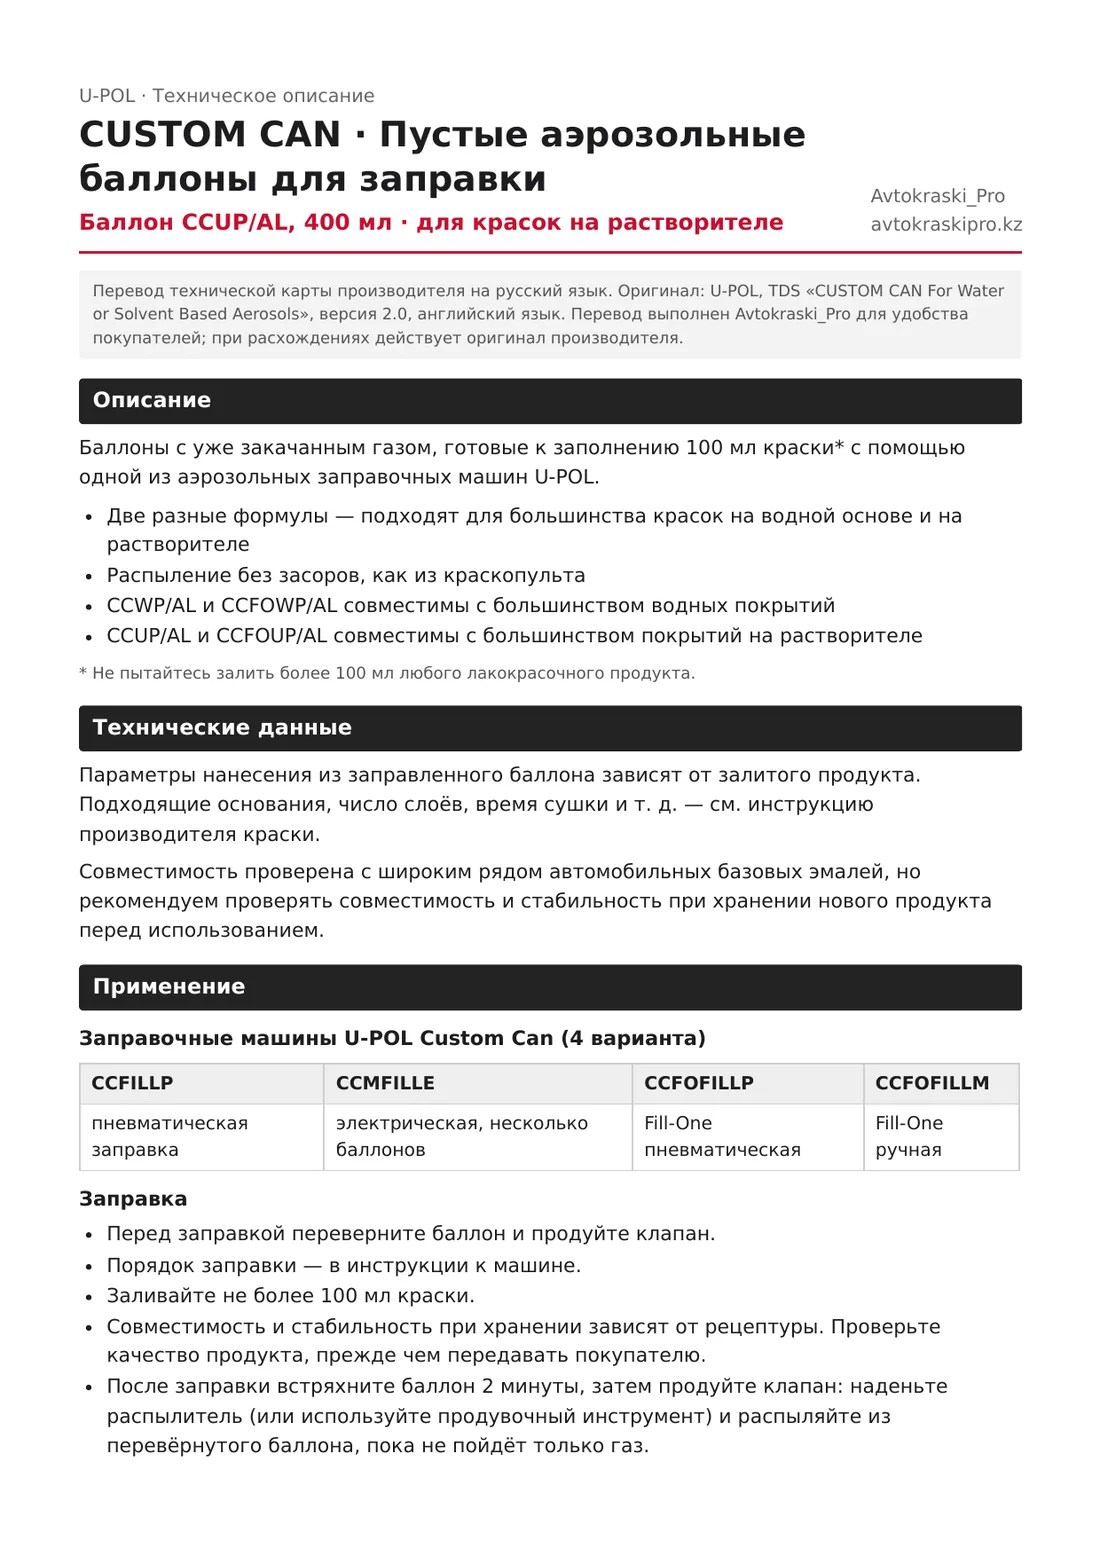 U-POL · Техническое описание
CUSTOM CAN · Пустые аэрозольные
баллоны для заправки
Баллон CCUP/AL, 400 мл · для красок на растворителе
Avtokraski_Pro
avtokraskipro.kz
Перевод технической карты производителя на русский язык. Оригинал: U-POL, TDS «CUSTOM CAN For Water
or Solvent Based Aerosols», версия 2.0, английский язык. Перевод выполнен Avtokraski_Pro для удобства
покупателей; при расхождениях действует оригинал производителя.
Описание
Баллоны с уже закачанным газом, готовые к заполнению 100 мл краски* с помощью
одной из аэрозольных заправочных машин U-POL.
• Две разные формулы — подходят для большинства красок на водной основе и на
растворителе
• Распыление без засоров, как из краскопульта
• CCWP/AL и CCFOWP/AL совместимы с большинством водных покрытий
• CCUP/AL и CCFOUP/AL совместимы с большинством покрытий на растворителе
* Не пытайтесь залить более 100 мл любого лакокрасочного продукта.
Технические данные
Параметры нанесения из заправленного баллона зависят от залитого продукта.
Подходящие основания, число слоёв, время сушки и т. д. — см. инструкцию
производителя краски.
Совместимость проверена с широким рядом автомобильных базовых эмалей, но
рекомендуем проверять совместимость и стабильность при хранении нового продукта
перед использованием.
Применение
Заправочные машины U-POL Custom Can (4 варианта)
CCFILLP CCMFILLE CCFOFILLP CCFOFILLM
пневматическая электрическая, несколько Fill-One Fill-One
заправка баллонов пневматическая ручная
Заправка
• Перед заправкой переверните баллон и продуйте клапан.
• Порядок заправки — в инструкции к машине.
• Заливайте не более 100 мл краски.
• Совместимость и стабильность при хранении зависят от рецептуры. Проверьте
качество продукта, прежде чем передавать покупателю.
• После заправки встряхните баллон 2 минуты, затем продуйте клапан: наденьте
распылитель (или используйте продувочный инструмент) и распыляйте из
перевёрнутого баллона, пока не пойдёт только газ.